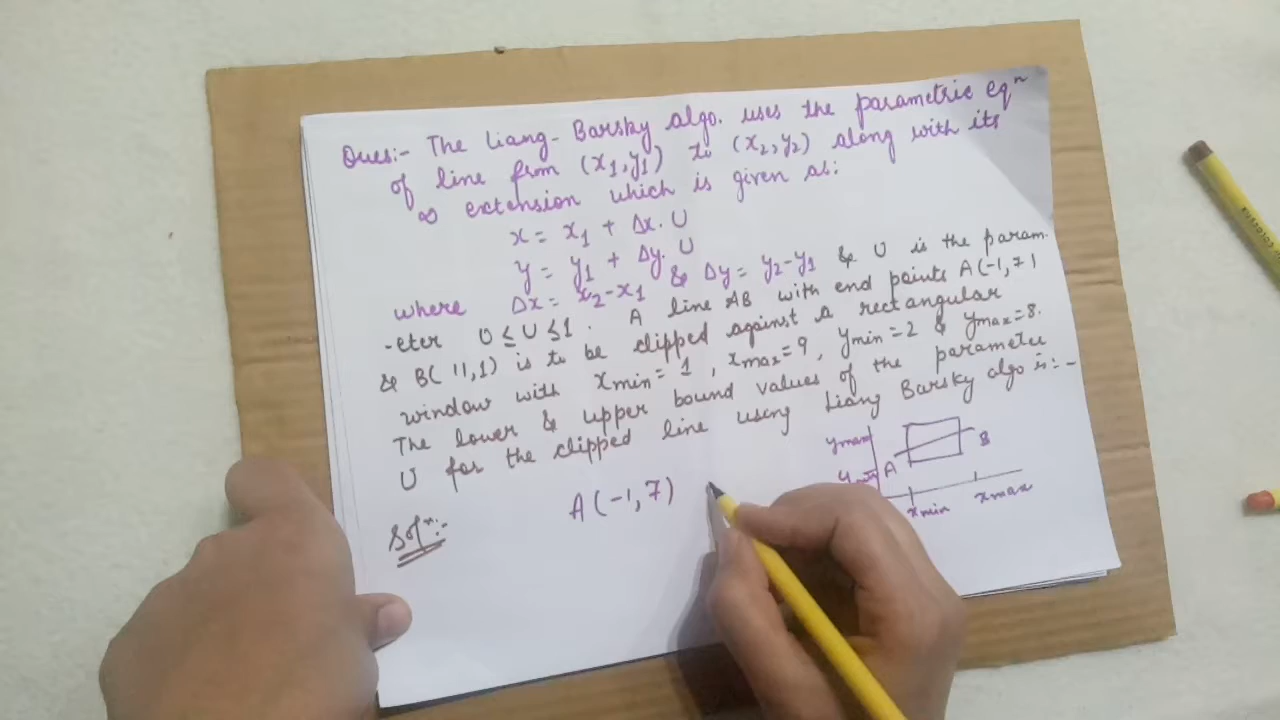 Ques:- The Liang-Barsky algo. uses the parametric eqⁿ
of line from (x1,y1) to (x2,y2) along with its
∞ extension which is given as:
x = x1 + Δx. U
y = y1 + Δy. U
where Δx = x2-x1 & Δy = y2-y1 & U is the param.
-eter 0 ≤ U ≤ 1. A line AB with end points A(-1,7)
& B(11,1) is to be clipped against a rectangular
window with xmin = 1, xmax = 9, ymin = 2 & ymax = 8.
The lower & upper bound values of the parameter
U for the clipped line using Liang Barsky algo is:-
ymax
B
A
ymin
xmin
xmax
A(-1,7)
Solⁿ:-